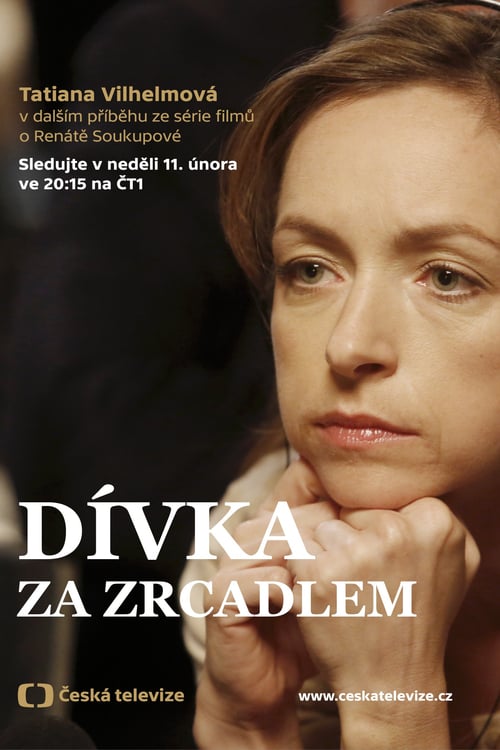 Tatiana Vilhelmová
v dalším příběhu ze série filmů
o Renátě Soukupové
Sledujte v neděli 11. února
ve 20:15 na ČT1
DÍVKA
ZA ZRCADLEM
Česká televize
www.ceskatelevize.cz